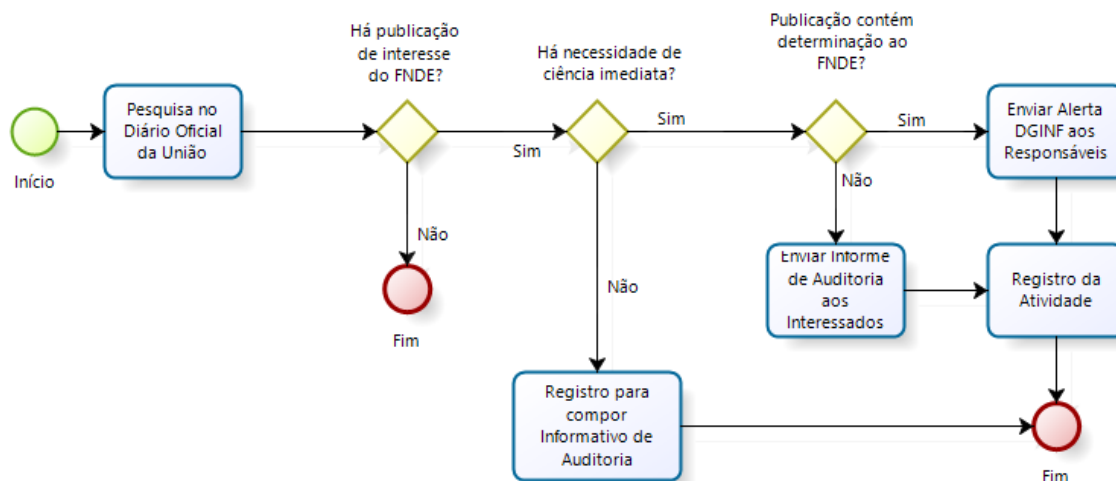 Há publicação
de interesse
do FNDE?
Há necessidade de
ciência imediata?
Publicação contém
determinação ao
FNDE?
Pesquisa no
Diário Oficial
da União
Enviar Alerta
DGINF aos
Responsáveis
Início
Sim
Sim
Sim
Não
Não
Não
Enviar Informe
de Auditoria
aos
Interessados
Registro da
Atividade
Fim
Registro para
compor
Informativo de
Auditoria
Fim